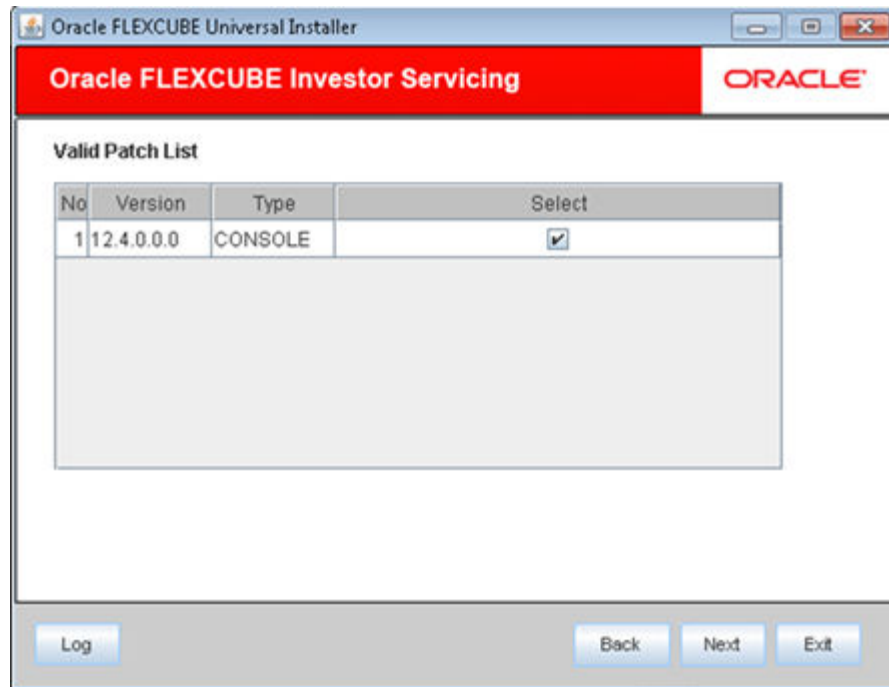 Oracle FLEXCUBE Universal Installer
Oracle FLEXCUBE Investor Servicing
ORACLE
Valid Patch List
No Version Type Select
1 12.4.0.0.0 CONSOLE
Log Back Next Exit